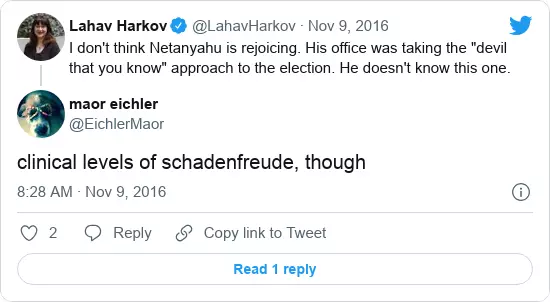 Lahav Harkov @LahavHarkov · Nov 9, 2016
I don't think Netanyahu is rejoicing. His office was taking the "devil
that you know" approach to the election. He doesn't know this one.
maor eichler
@EichlerMaor
clinical levels of schadenfreude, though
8:28 AM · Nov 9, 2016
2 Reply Copy link to Tweet
Read 1 reply